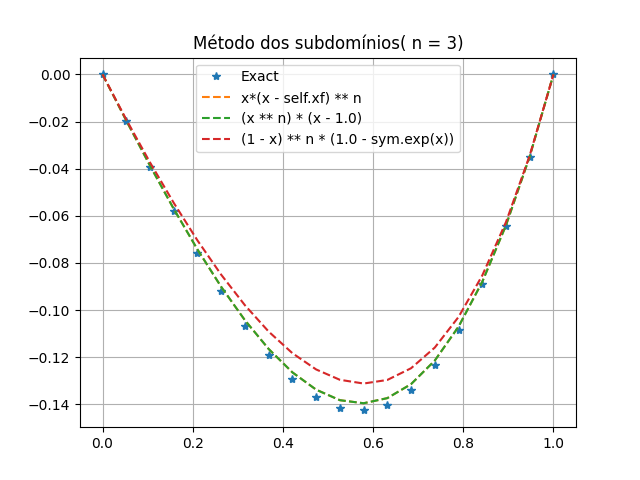 Método dos subdomínios( n = 3)
Exact
x*(x - self.xf) ** n
(x ** n) * (x - 1.0)
(1 - x) ** n * (1.0 - sym.exp(x))
0.00
−0.02
−0.04
−0.06
−0.08
−0.10
−0.12
−0.14
0.0 0.2 0.4 0.6 0.8 1.0